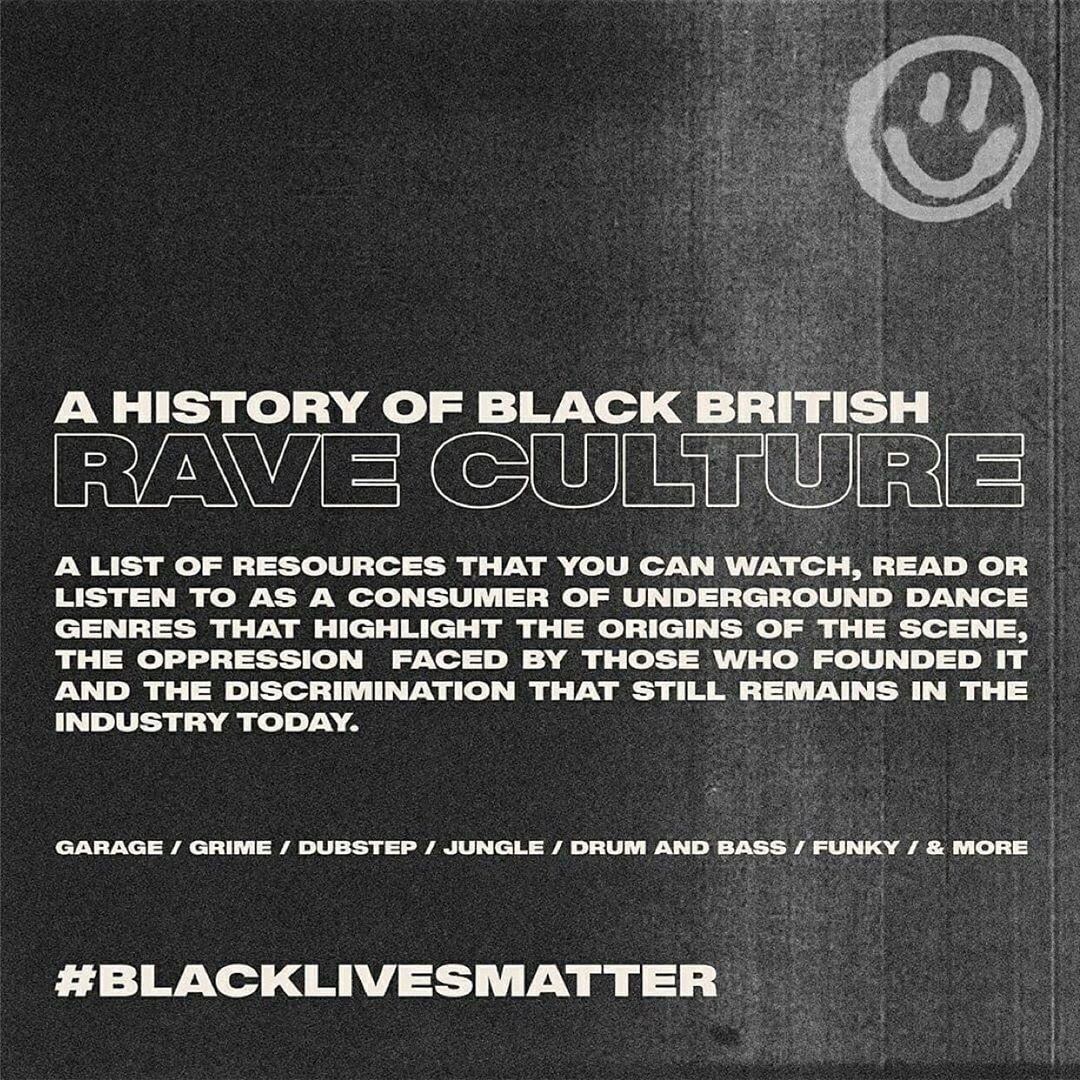 A HISTORY OF BLACK BRITISH
RAVE CULTURE
A LIST OF RESOURCES THAT YOU CAN WATCH, READ OR
LISTEN TO AS A CONSUMER OF UNDERGROUND DANCE
GENRES THAT HIGHLIGHT THE ORIGINS OF THE SCENE,
THE OPPRESSION  FACED BY THOSE WHO FOUNDED IT
AND THE DISCRIMINATION THAT STILL REMAINS IN THE
INDUSTRY TODAY.
GARAGE / GRIME / DUBSTEP / JUNGLE / DRUM AND BASS / FUNKY / & MORE
#BLACKLIVESMATTER